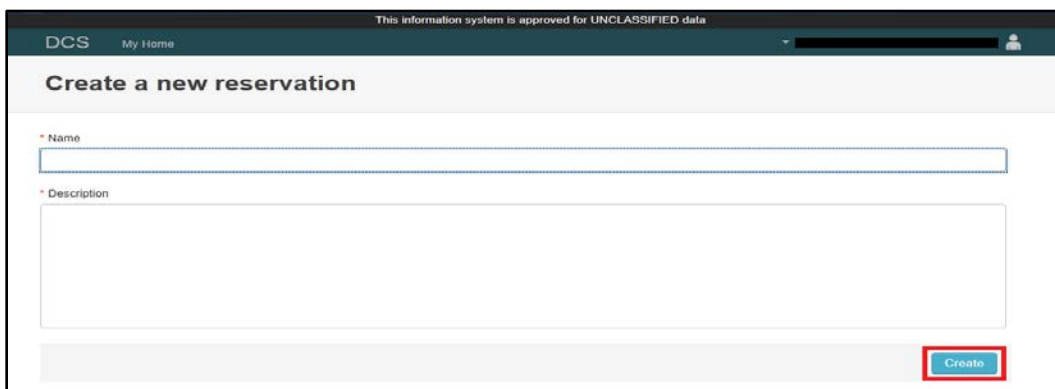 This information system is approved for UNCLASSIFIED data
DCS My Home
Create a new reservation
* Name
* Description
Create